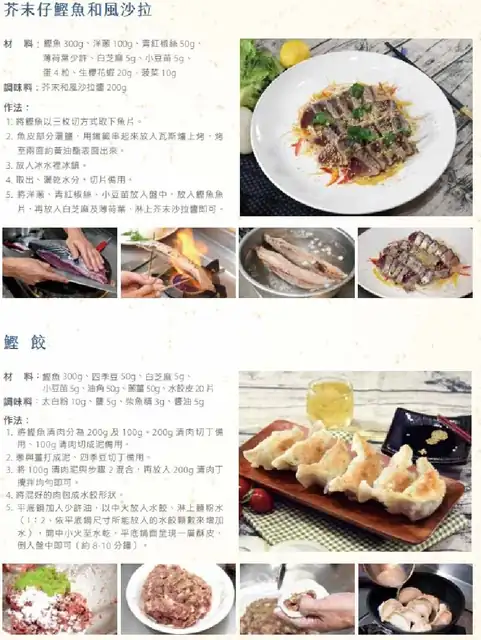 芥末仔鰹魚和風沙拉
材　料：鰹魚 300g、洋蔥 100g、青紅椒絲 50g、
薄荷葉少許、白芝麻 5g、小豆苗 5g、
蛋 4 粒、生櫻花蝦 20g、菠菜 10g
調味料：芥末和風沙拉醬 200g
作法：
1. 將鰹魚以三枚切方式取下魚片。
2. 魚皮部分灑鹽，用燒籤串起來放入瓦斯爐上烤，烤
至兩面的黃油脂表面出來。
3. 放入冰水裡冰鎮。
4. 取出、瀝乾水分，切片備用。
5. 將洋蔥、青紅椒絲、小豆苗放入盤中，放入鰹魚魚
片，再放入白芝麻及薄荷葉，淋上芥末沙拉醬即可。
鰹 餃
材　料：鰹魚 300g、四季豆 50g、白芝麻 5g、
小豆苗 5g、油角 50g、蔥薑 50g、水餃皮 20 片
調味料：太白粉 10g、鹽 5g、柴魚精 3g、醬油 5g
作法：
1. 將鰹魚清肉分為 200g 及 100g。200g 清肉切丁備
用、100g 清肉切成泥備用。
2. 蔥與薑打成泥，四季豆切丁備用。
3. 將 100g 清肉泥與步驟 2 混合，再放入 200g 清肉丁
攪拌均勻即可。
4. 將混好的肉包成水餃形狀。
5. 平底鍋加入少許油，以中火放入水餃，淋上麵粉水
（1：2，依平底鍋尺寸所能放入的水餃顆數來增加
水），開中小火至水乾，平底鍋面呈現一層酥皮，
倒入盤中即可（約 8-10 分鐘）。